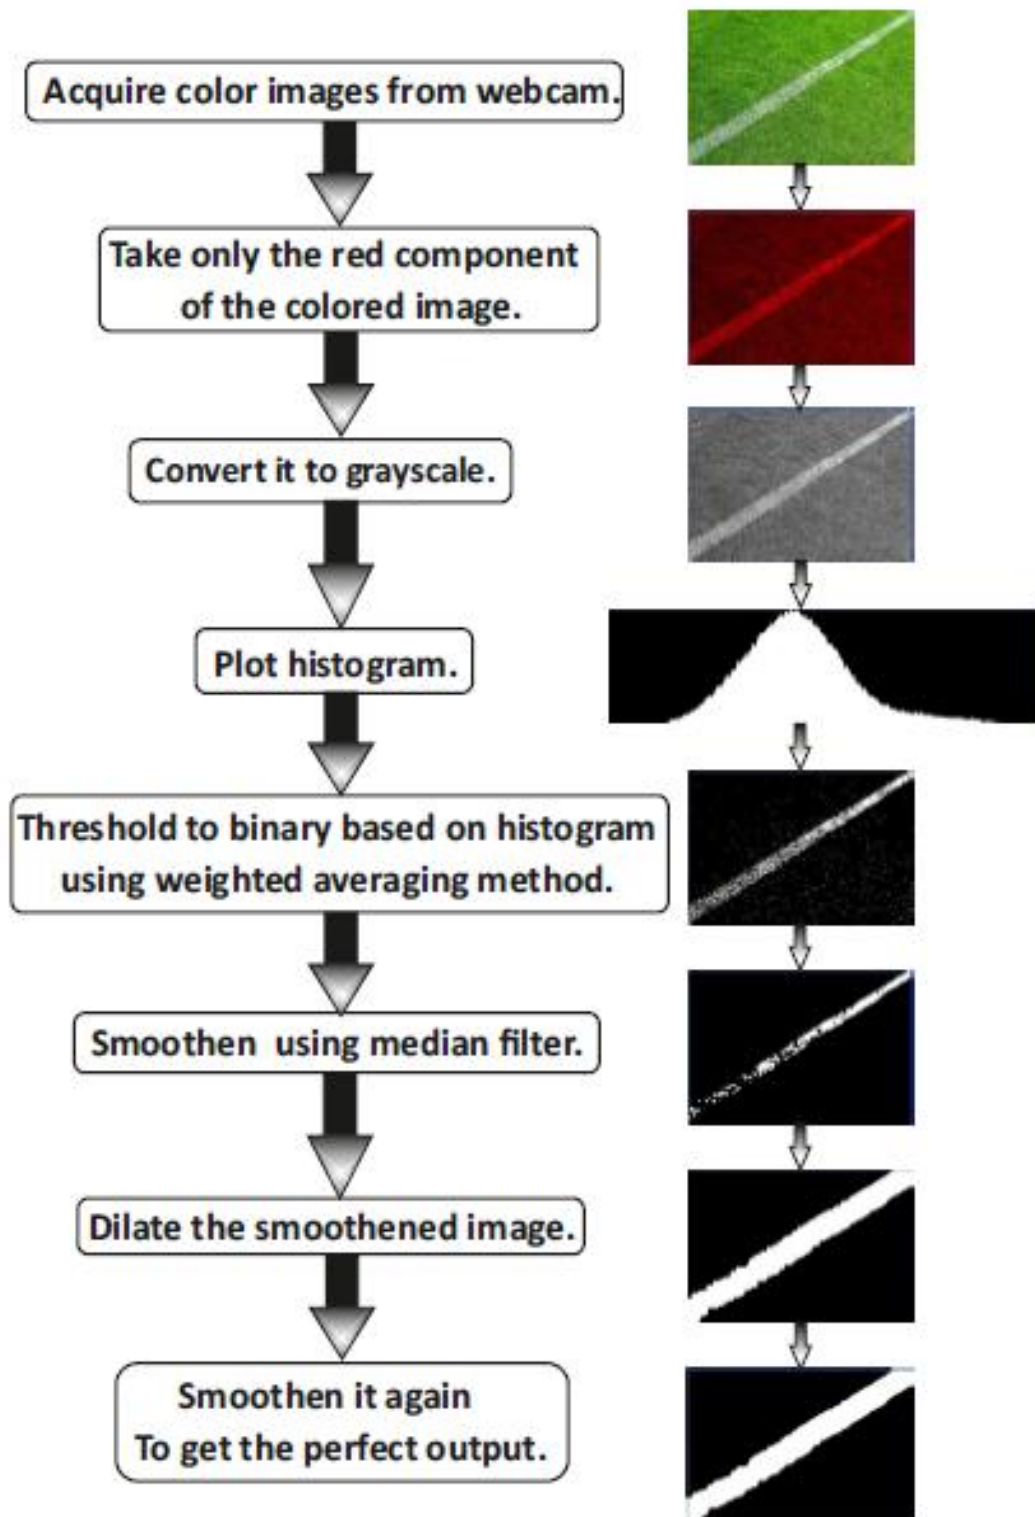 Acquire color images from webcam.
Take only the red component
of the colored image.
Convert it to grayscale.
Plot histogram.
Threshold to binary based on histogram
using weighted averaging method.
Smoothen using median filter.
Dilate the smoothened image.
Smoothen it again
To get the perfect output.